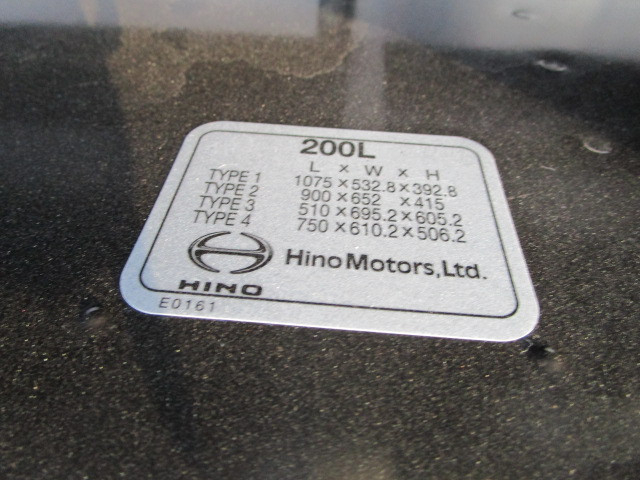 200L
L × W × H
TYPE 1 1075×532.8×392.8
TYPE 2 900×652 ×415
TYPE 3 510×695.2×605.2
TYPE 4 750×610.2×506.2
HINO
Hino Motors, Ltd.
E0161